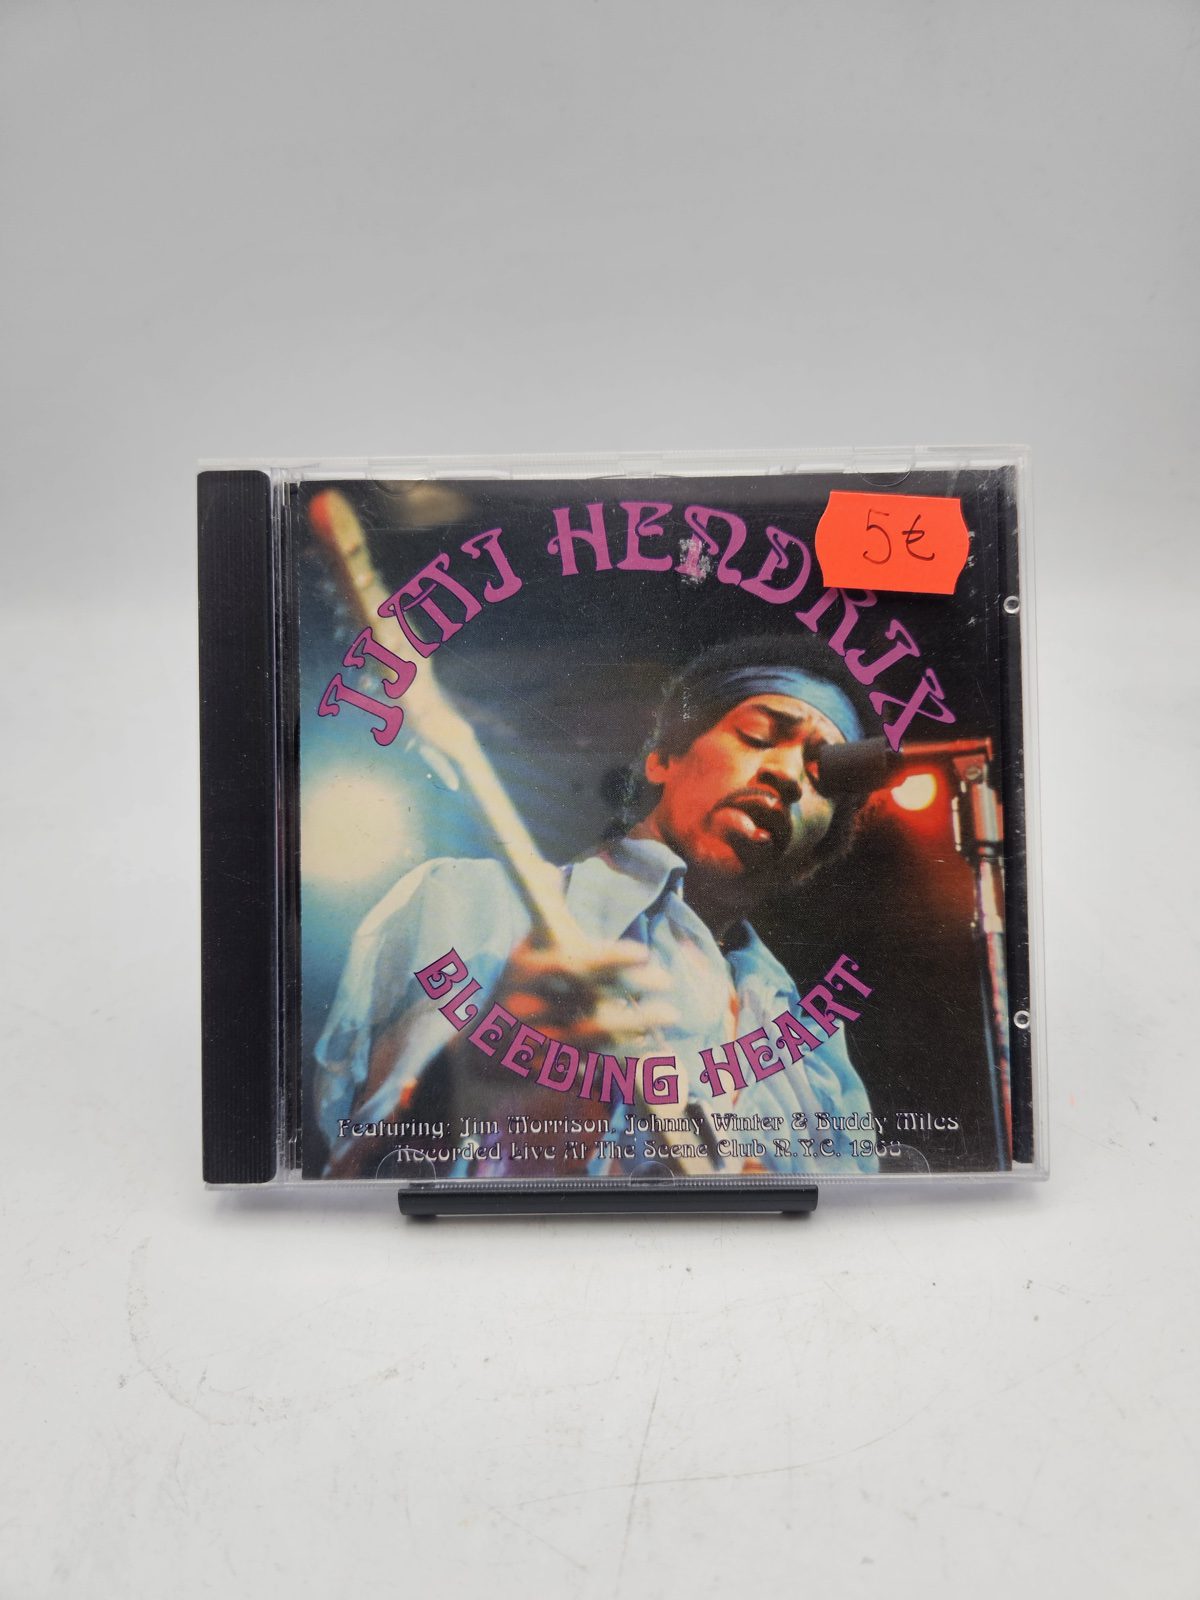 JIMI HENDRIX
5€
BLEEDING HEART
Featuring: Jim Morrison, Johnny Winter & Buddy Miles
Recorded Live At The Scene Club N.Y.C. 1968